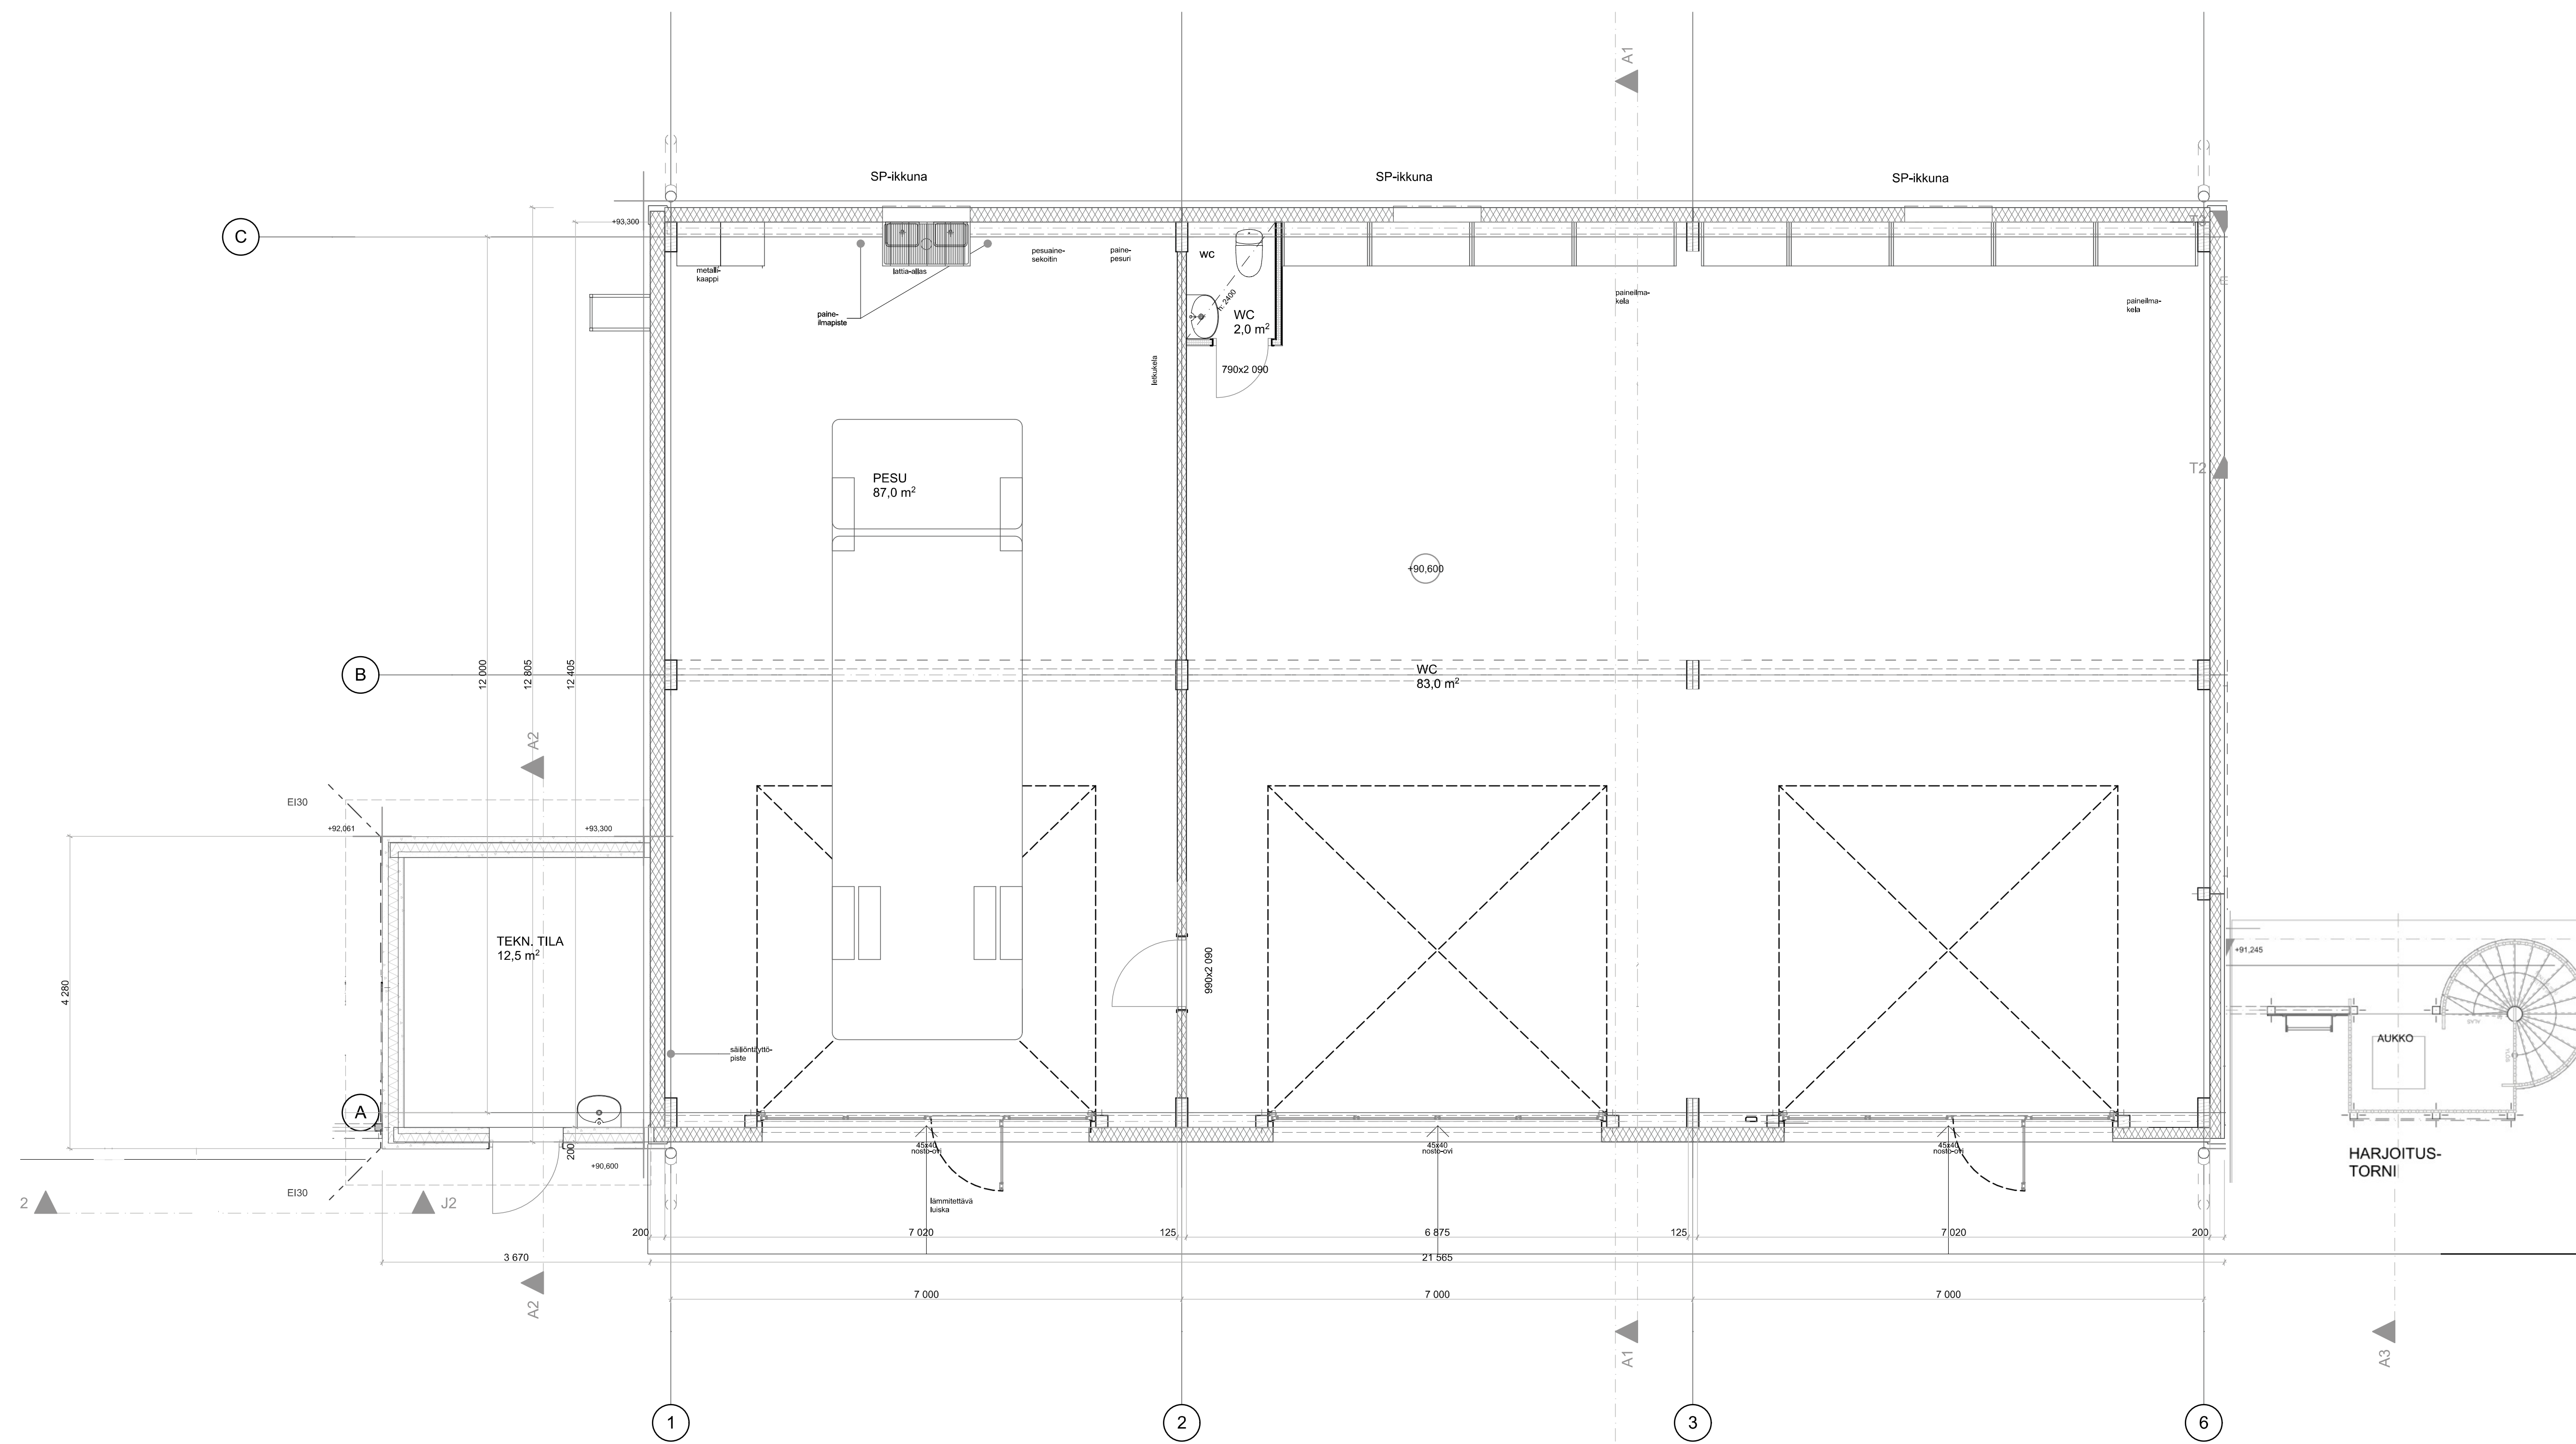 A1
SP-ikkuna
SP-ikkuna
SP-ikkuna
C
+93,300
metalli-
kaappi
lattia-allas
pesuaine-
sekoitin
paine-
pesuri
WC
h: 2400
WC
2,0 m²
790x2 090
paine-
ilmapiste
letkukela
paineilma-
kela
paineilma-
kela
T2
PESU
87,0 m²
+90,600
B
12 000
12 805
12 405
WC
83,0 m²
A2
EI30
+92,061
+93,300
TEKN. TILA
12,5 m²
4 280
990x2 090
+91,245
AUKKO
säiliöntäyttö-
piste
A
200
+90,600
45x40
nosto-ovi
45x40
nosto-ovi
45x40
nosto-ovi
HARJOITUS-
TORNI
EI30
2
J2
lämmitettävä
luiska
200
7 020
125
6 875
125
7 020
200
3 670
21 565
A2
7 000
7 000
7 000
A1
A3
1
2
3
6